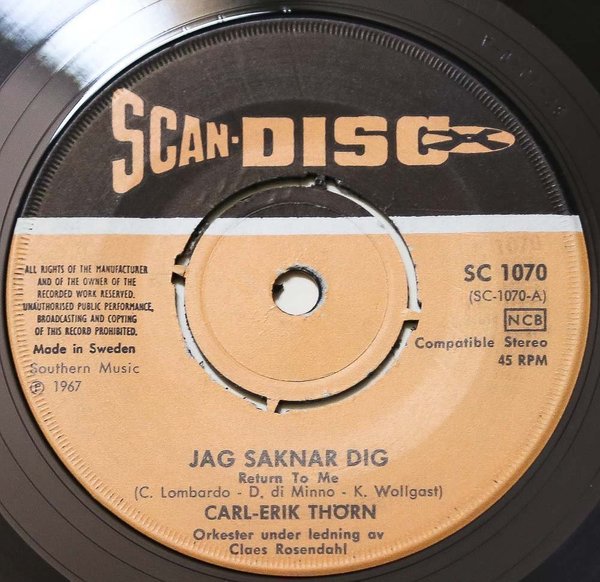 SCAN-DISC
ALL RIGHTS OF THE MANUFACTURER
AND OF THE OWNER OF THE
RECORDED WORK RESERVED.
UNAUTHORISED PUBLIC PERFORMANCE,
BROADCASTING AND COPYING
OF THIS RECORD PROHIBITED.
Made in Sweden
Southern Music
Ⓟ 1967
SC 1070
(SC-1070-A)
NCB
Compatible Stereo
45 RPM
JAG SAKNAR DIG
Return To Me
(C. Lombardo - D. di Minno - K. Wollgast)
CARL-ERIK THÖRN
Orkester under ledning av
Claes Rosendahl